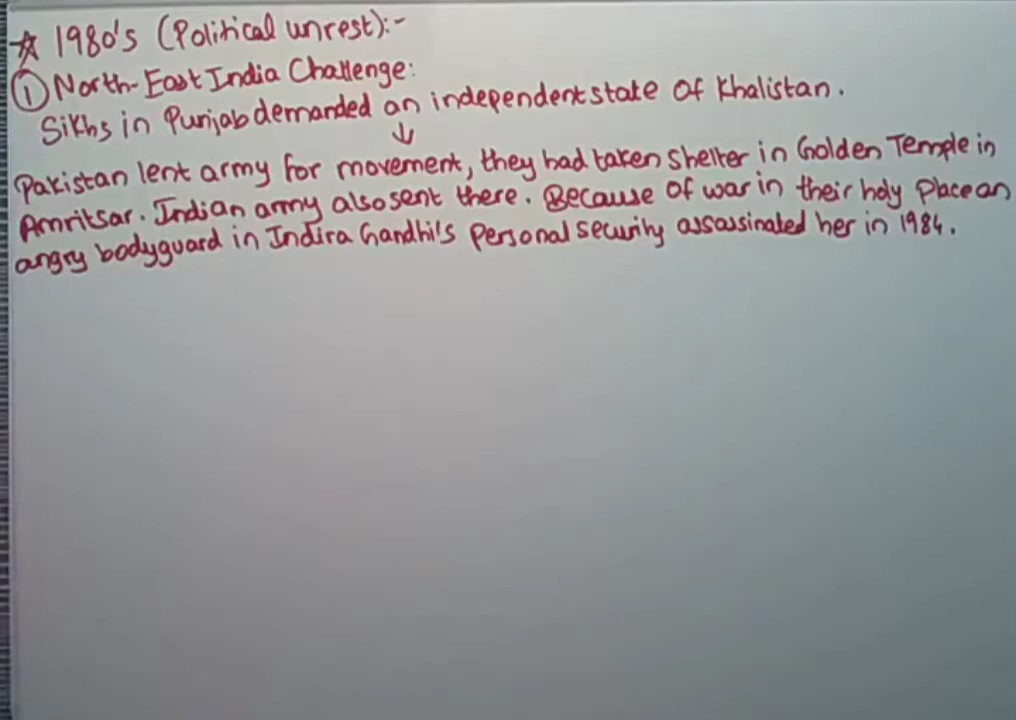 ☆ 1980's (Political unrest):-
① North-East India Challenge:
Sikhs in Punjab demanded an independent state of Khalistan.
↓
Pakistan lent army for movement, they had taken shelter in Golden Temple in
Amritsar. Indian army also sent there. Because of war in their holy place an
angry bodyguard in Indira Gandhi's personal security assassinated her in 1984.